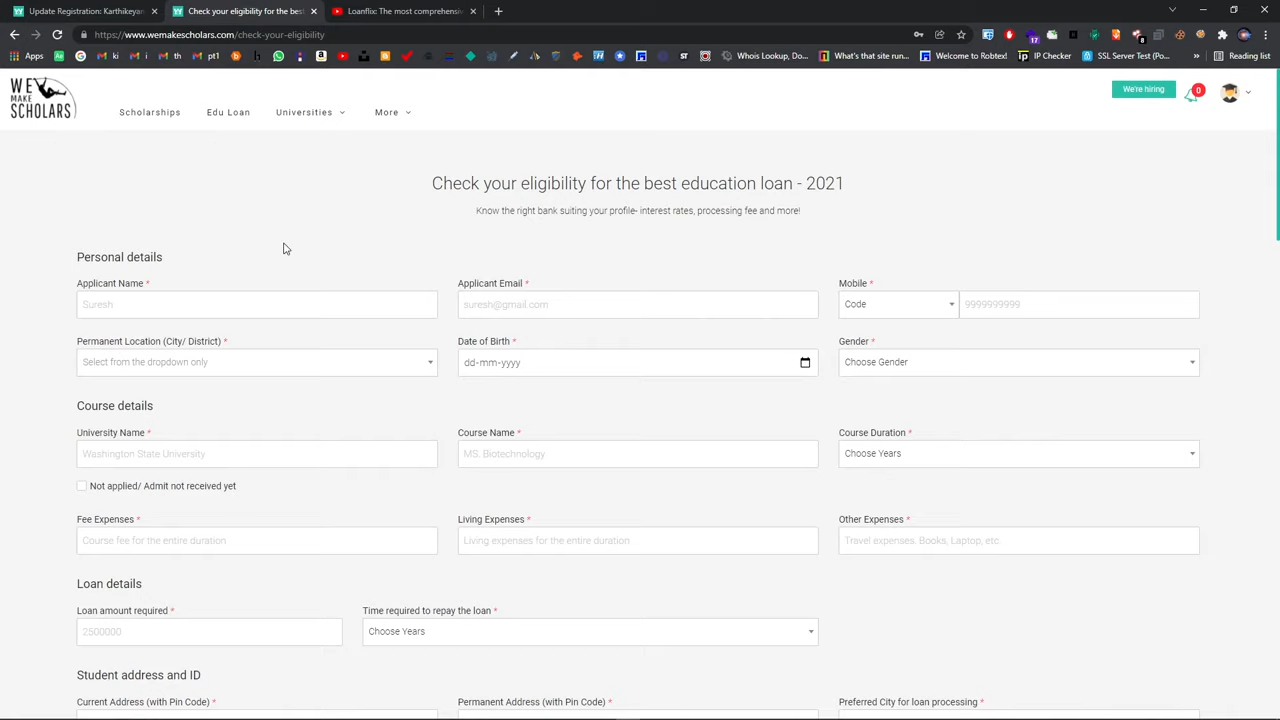 Update Registration: Karthikeyan
Check your eligibility for the best
Loanflix: The most comprehensiv
https://www.wemakescholars.com/check-your-eligibility
17
8
Apps
ki
im
th
pt1
Whois Lookup, Do...
What's that site run...
Welcome to Robtex!
IP Checker
SSL Server Test (Po...
Reading list
WE MAKE SCHOLARS
Scholarships
Edu Loan
Universities
More
We're hiring
0
Check your eligibility for the best education loan - 2021
Know the right bank suiting your profile- interest rates, processing fee and more!
Personal details
Applicant Name *
Applicant Email *
Mobile *
Suresh
suresh@gmail.com
Code
9999999999
Permanent Location (City/ District) *
Date of Birth *
Gender *
Select from the dropdown only
dd-mm-yyyy
Choose Gender
Course details
University Name *
Course Name *
Course Duration *
Washington State University
MS. Biotechnology
Choose Years
Not applied/ Admit not received yet
Fee Expenses *
Living Expenses *
Other Expenses *
Course fee for the entire duration
Living expenses for the entire duration
Travel expenses. Books, Laptop, etc.
Loan details
Loan amount required *
Time required to repay the loan *
2500000
Choose Years
Student address and ID
Current Address (with Pin Code) *
Permanent Address (with Pin Code) *
Preferred City for loan processing *